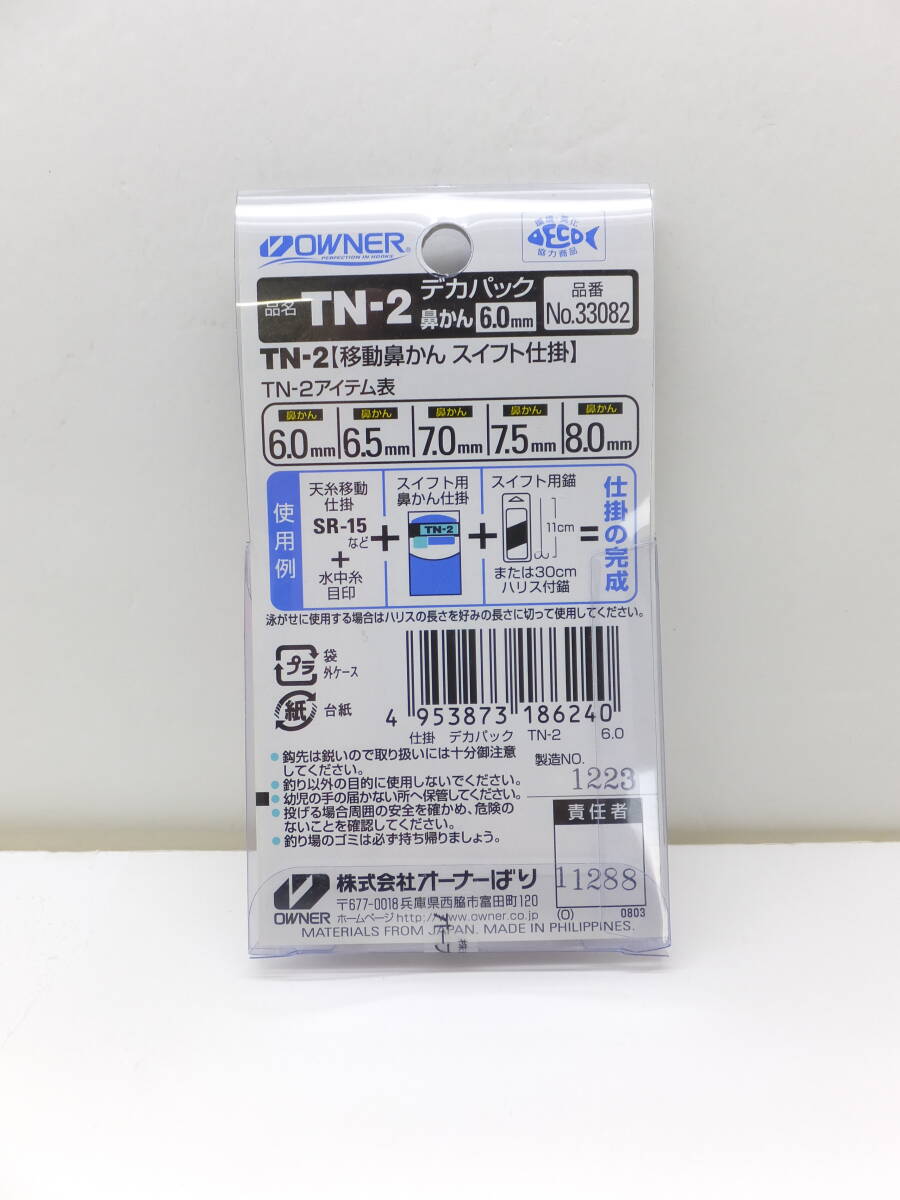 OWNER
PERFECTION IN HOOKS
環境・文化
ECO
協力商品
品名 TN-2 デカパック
鼻かん 6.0mm
品番
No.33082
TN-2【移動鼻かん スイフト仕掛】
TN-2アイテム表
鼻かん 鼻かん 鼻かん 鼻かん 鼻かん
6.0mm 6.5mm 7.0mm 7.5mm 8.0mm
使用例
天糸移動
仕掛
SR-15
など
+
水中糸
目印
+
スイフト用
鼻かん仕掛
TN-2
+
スイフト用錨
11cm
または30cm
ハリス付錨
=
仕掛の完成
泳がせに使用する場合はハリスの長さを好みの長さに切って使用してください。
プラ
袋
外ケース
紙
台紙
4 953873 186240
仕掛 デカパック TN-2 6.0
●鈎先は鋭いので取り扱いには十分御注意
してください。
●釣り以外の目的に使用しないでください。
●幼児の手の届かない所へ保管してください。
●投げる場合周囲の安全を確かめ、危険の
ないことを確認してください。
●釣り場のゴミは必ず持ち帰りましょう。
製造NO.
1223
責任者
11288
(O) 0803
OWNER
株式会社オーナーばり
〒677-0018兵庫県西脇市富田町120
ホームページhttp://www.owner.co.jp
MATERIALS FROM JAPAN. MADE IN PHILIPPINES.